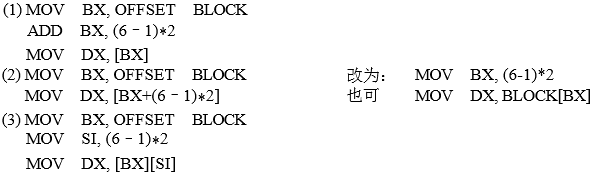 (1) MOV BX, OFFSET BLOCK
ADD BX, (6－1)*2
MOV DX, [BX]
(2) MOV BX, OFFSET BLOCK 改为： MOV BX, (6-1)*2
MOV DX, [BX+(6－1)*2] 也可 MOV DX, BLOCK[BX]
(3) MOV BX, OFFSET BLOCK
MOV SI, (6－1)*2
MOV DX, [BX][SI]